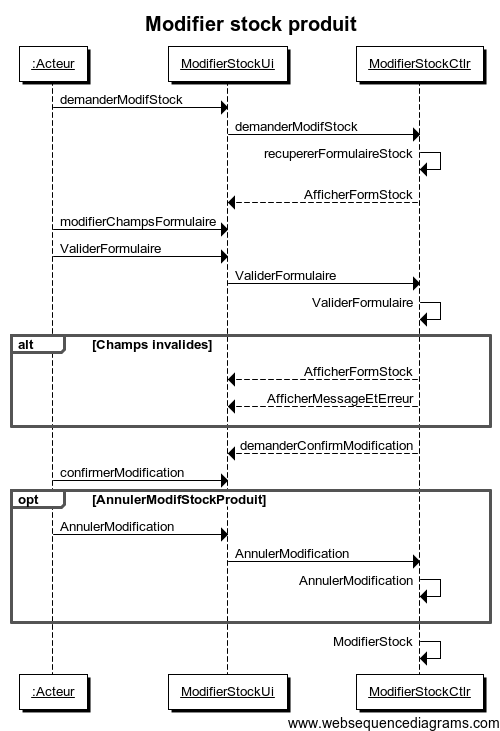 Modifier stock produit
:Acteur
ModifierStockUi
ModifierStockCtlr
demanderModifStock
demanderModifStock
recupererFormulaireStock
AfficherFormStock
modifierChampsFormulaire
ValiderFormulaire
ValiderFormulaire
ValiderFormulaire
alt
[Champs invalides]
AfficherFormStock
AfficherMessageEtErreur
demanderConfirmModification
confirmerModification
opt
[AnnulerModifStockProduit]
AnnulerModification
AnnulerModification
AnnulerModification
ModifierStock
:Acteur
ModifierStockUi
ModifierStockCtlr
www.websequencediagrams.com